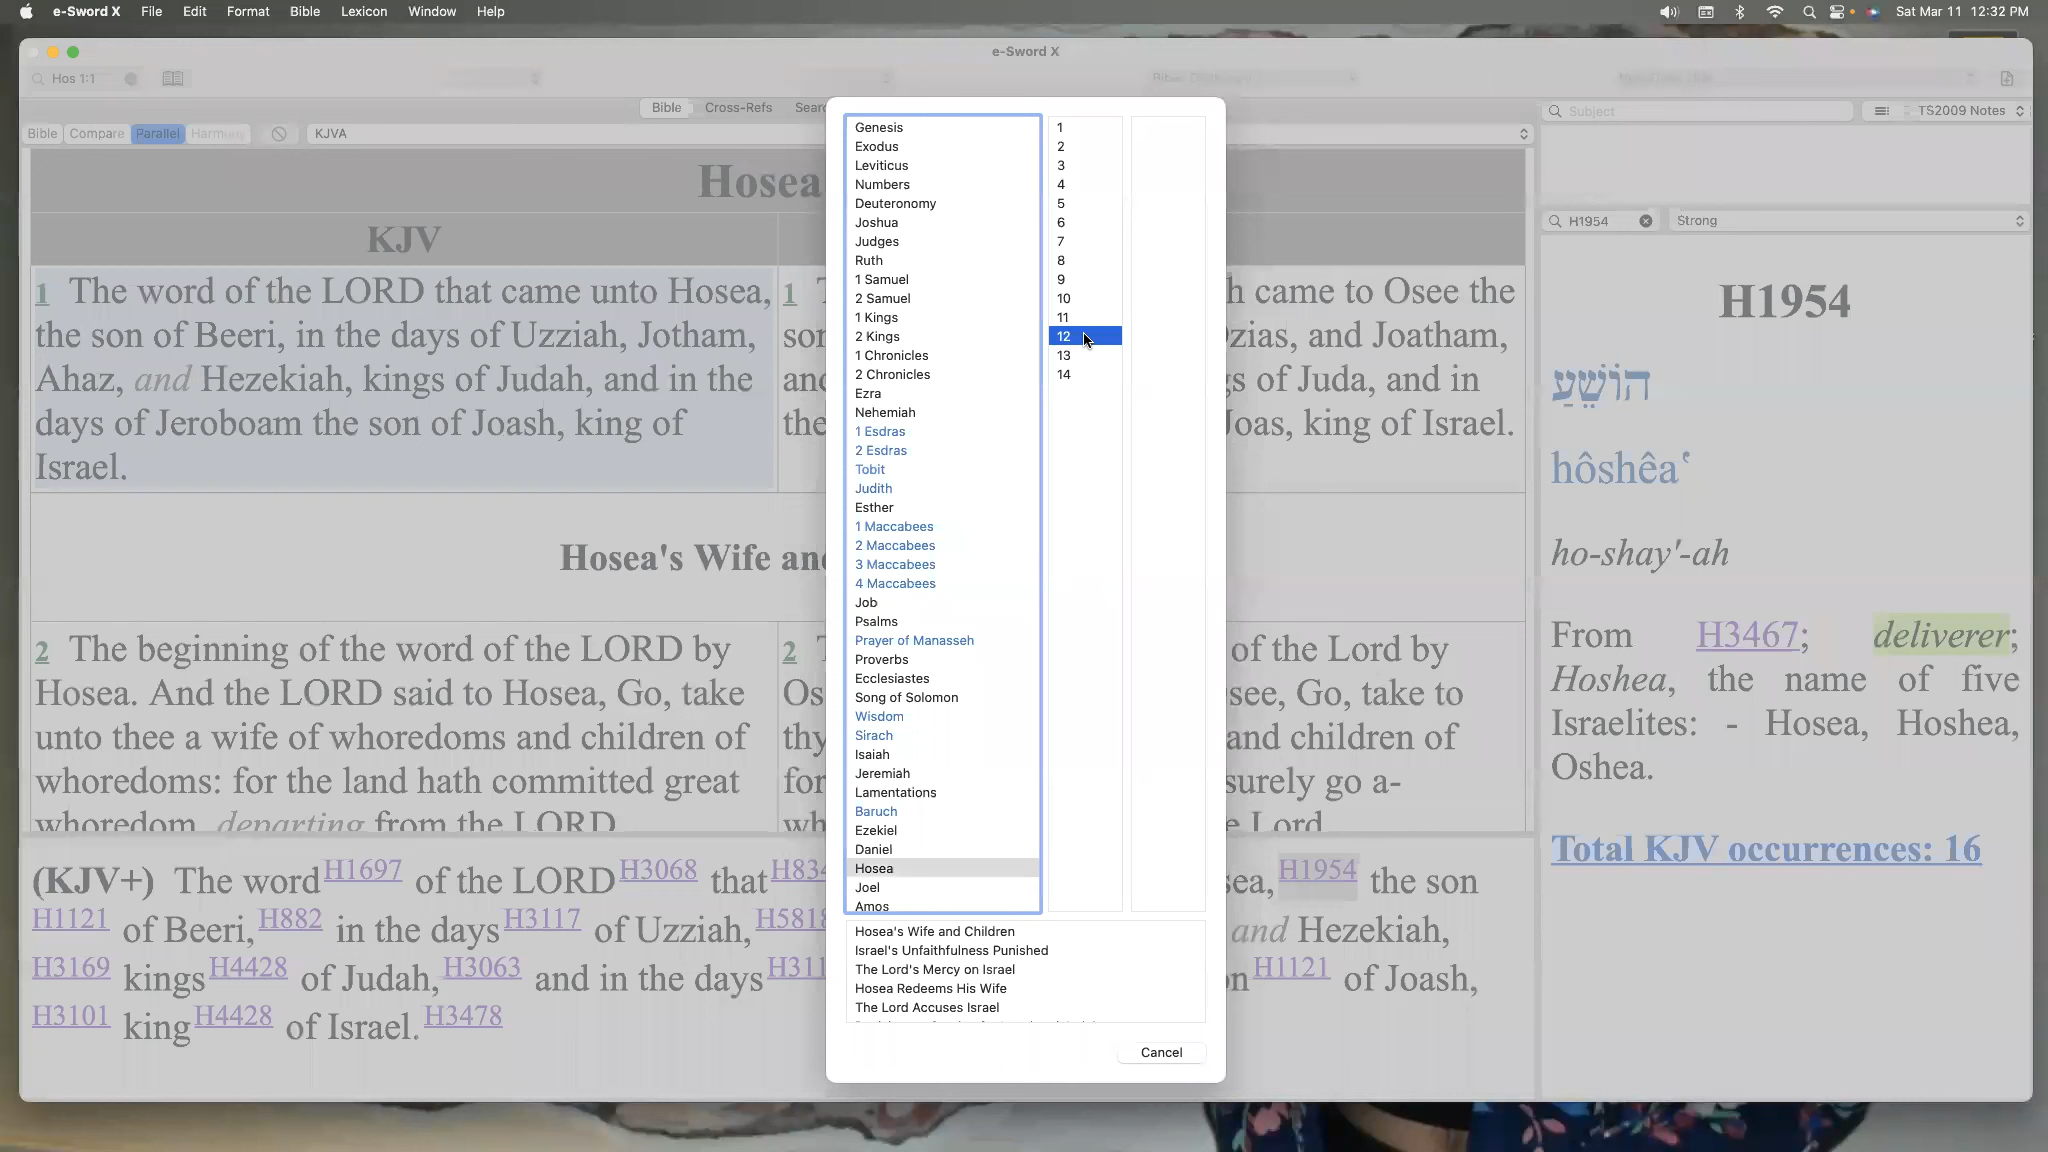 e-Sword X File Edit Format Bible Lexicon Window Help
Sat Mar 11 12:32 PM
e-Sword X
Hos 1:1
Bible Cross-Refs
Subject
TS2009 Notes
Bible Compare Parallel Harmony
KJVA
Hosea
KJV
1 The word of the LORD that came unto Hosea,
the son of Beeri, in the days of Uzziah, Jotham,
Ahaz, and Hezekiah, kings of Judah, and in the
days of Jeroboam the son of Joash, king of
Israel.
1
came to Osee the
and Joatham,
of Juda, and in
king of Israel.
Hosea's Wife
2 The beginning of the word of the LORD by
Hosea. And the LORD said to Hosea, Go, take
unto thee a wife of whoredoms and children of
whoredoms: for the land hath committed great
whoredom, departing from the LORD
2
of the Lord by
Go, take to
and children of
surely go a-
Lord
(KJV+) The word H1697 of the LORD H3068 that
H1954 the son
H1121 of Beeri, H882 in the days H3117 of Uzziah,
and Hezekiah,
H3169 kings H4428 of Judah, H3063 and in the days
H1121 of Joash,
H3101 king H4428 of Israel. H3478
Genesis
Exodus
Leviticus
Numbers
Deuteronomy
Joshua
Judges
Ruth
1 Samuel
2 Samuel
1 Kings
2 Kings
1 Chronicles
2 Chronicles
Ezra
Nehemiah
1 Esdras
2 Esdras
Tobit
Judith
Esther
1 Maccabees
2 Maccabees
3 Maccabees
4 Maccabees
Job
Psalms
Prayer of Manasseh
Proverbs
Ecclesiastes
Song of Solomon
Wisdom
Sirach
Isaiah
Jeremiah
Lamentations
Baruch
Ezekiel
Daniel
Hosea
Joel
Amos
1
2
3
4
5
6
7
8
9
10
11
12
13
14
Hosea's Wife and Children
Israel's Unfaithfulness Punished
The Lord's Mercy on Israel
Hosea Redeems His Wife
The Lord Accuses Israel
Cancel
H1954
Strong
H1954
הוֹשֵׁעַ
hôshêa‛
ho-shay'-ah
From H3467; deliverer;
Hoshea, the name of five
Israelites: - Hosea, Hoshea,
Oshea.
Total KJV occurrences: 16